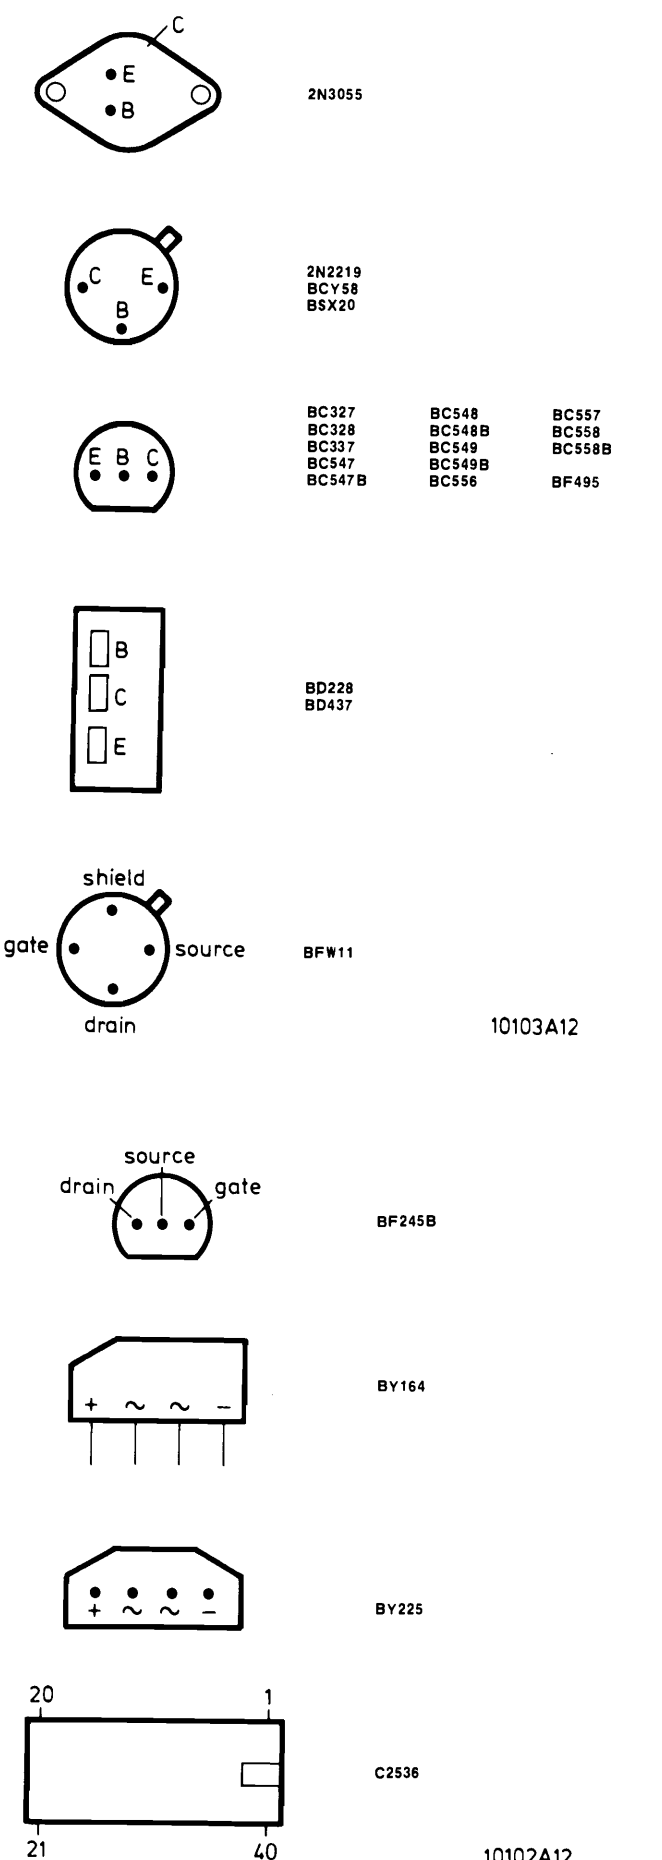 C
E
B
2N3055
C E
B
2N2219
BCY58
BSX20
E B C
BC327 BC548 BC557
BC328 BC548B BC558
BC337 BC549 BC558B
BC547 BC549B
BC547B BC556 BF495
B
C
E
BD228
BD437
shield
gate source
drain
BFW11
10103A12
source
drain gate
BF245B
+ ~ ~ -
BY164
+ ~ ~ -
BY225
20 1
C2536
21 40
10102A12